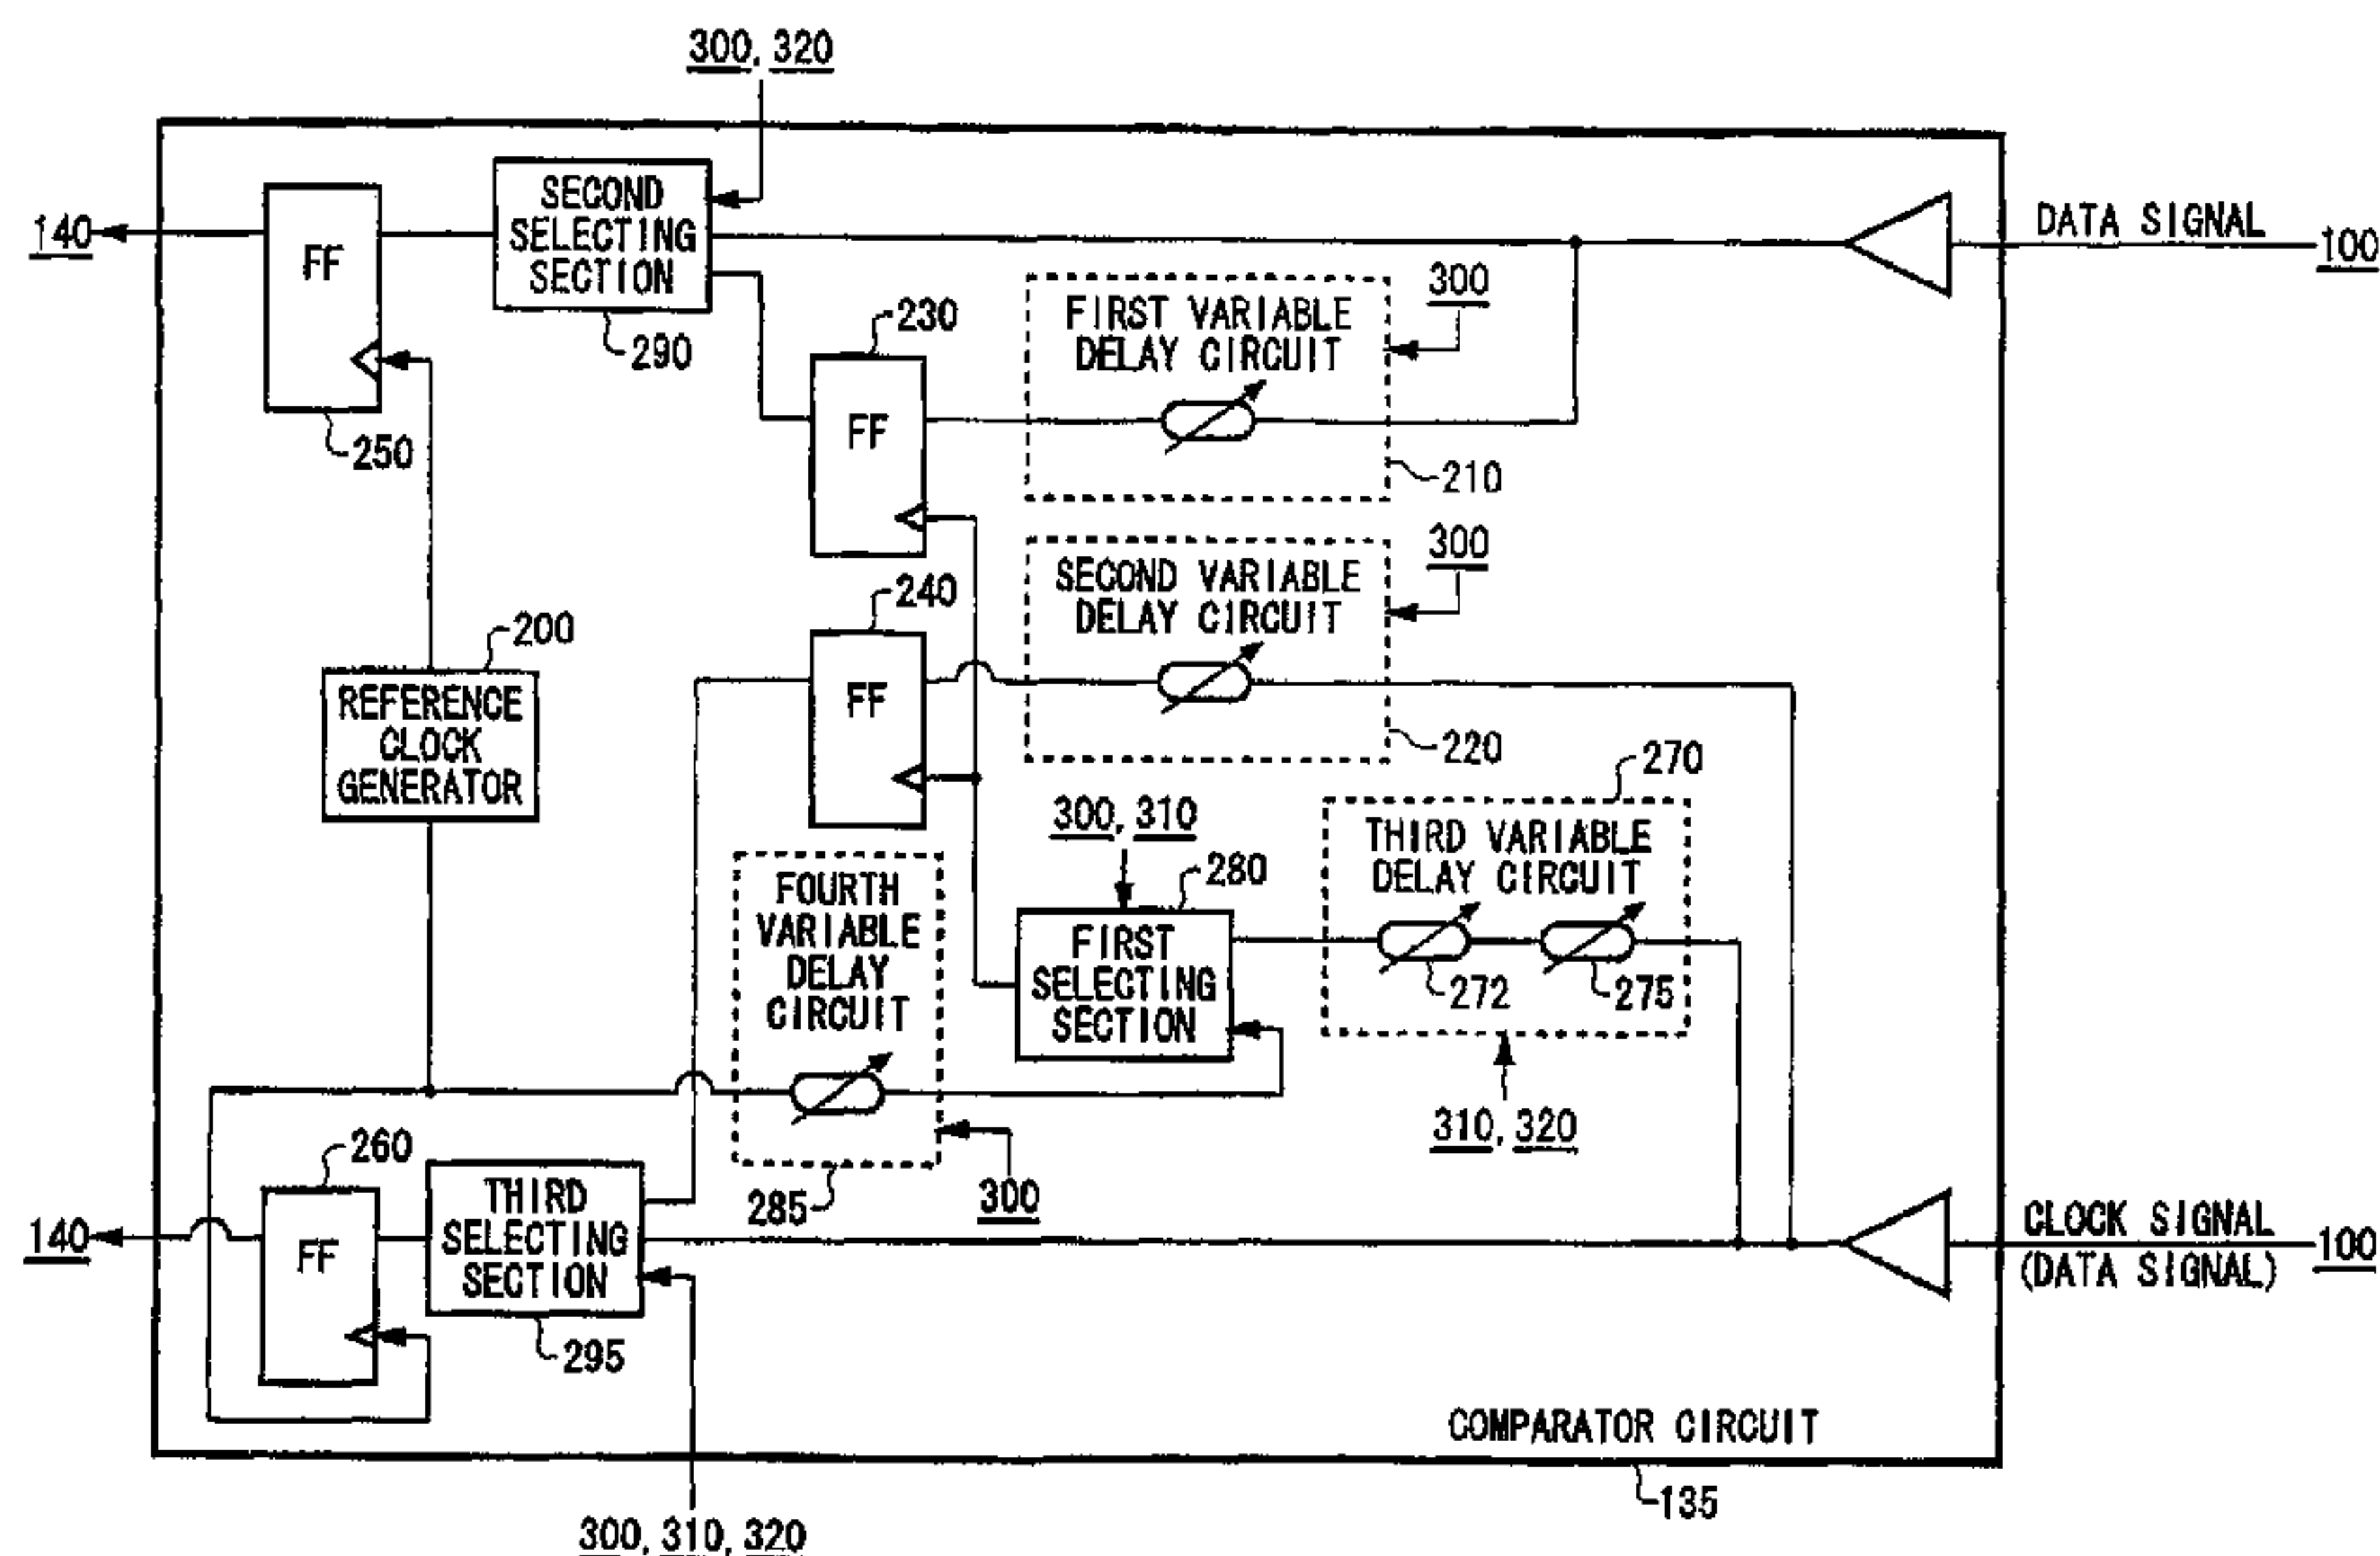 300, 320
SECOND
SELECTING
SECTION
290
140
FF
250
DATA SIGNAL
100
FIRST VARIABLE
DELAY CIRCUIT
300
210
230
FF
SECOND VARIABLE
DELAY CIRCUIT
300
220
240
FF
200
REFERENCE
CLOCK
GENERATOR
270
THIRD VARIABLE
DELAY CIRCUIT
272
275
310, 320
300, 310
280
FIRST
SELECTING
SECTION
FOURTH
VARIABLE
DELAY
CIRCUIT
285
300
260
140
FF
THIRD
SELECTING
SECTION
295
300, 310, 320
CLOCK SIGNAL
(DATA SIGNAL)
100
COMPARATOR CIRCUIT
135